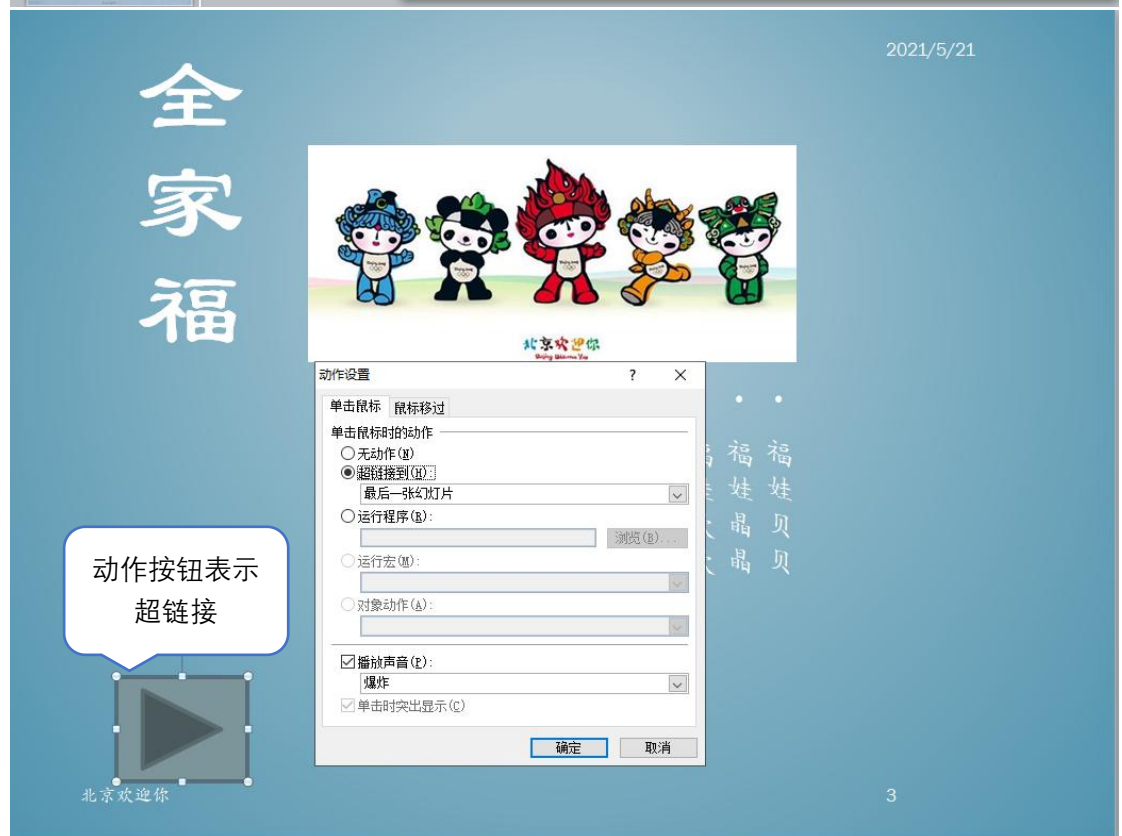 2021/5/21
全家福
北京欢迎你
Beijing Welcomes You
动作设置
单击鼠标 鼠标移过
单击鼠标时的动作
无动作(N)
超链接到(H):
最后一张幻灯片
运行程序(R):
浏览(B)...
运行宏(M):
对象动作(A):
播放声音(P):
爆炸
单击时突出显示(C)
确定 取消
• 福娃贝贝
• 福娃晶晶
动作按钮表示
超链接
北京欢迎你
3